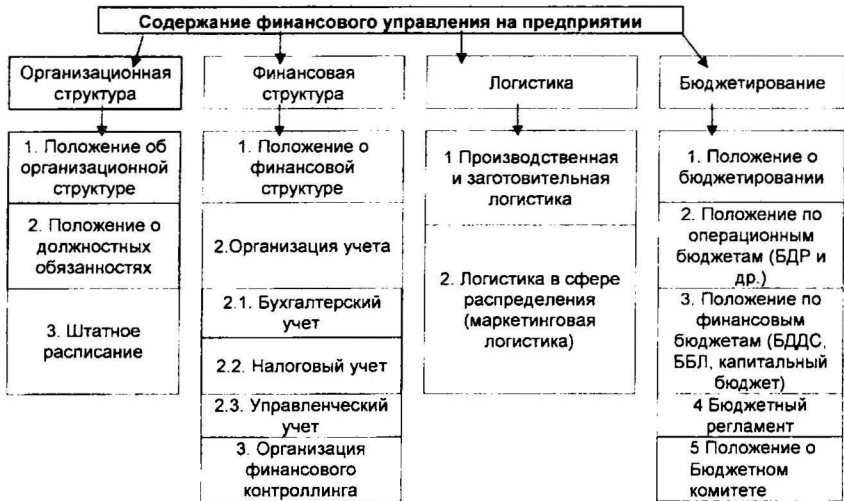 Содержание финансового управления на предприятии
Организационная
структура
1. Положение об
организационной
структуре
2. Положение о
должностных
обязанностях
3. Штатное
расписание
Финансовая
структура
1. Положение о
финансовой
структуре
2.Организация учета
2.1. Бухгалтерский
учет
2.2. Налоговый учет
2.3. Управленческий
учет
3. Организация
финансового
контроллинга
Логистика
1 Производственная
и заготовительная
логистика
2. Логистика в сфере
распределения
(маркетинговая
логистика)
Бюджетирование
1. Положение о
бюджетировании
2. Положение по
операционным
бюджетам (БДР и
др.)
3. Положение по
финансовым
бюджетам (БДДС,
ББЛ, капитальный
бюджет)
4 Бюджетный
регламент
5 Положение о
Бюджетном
комитете